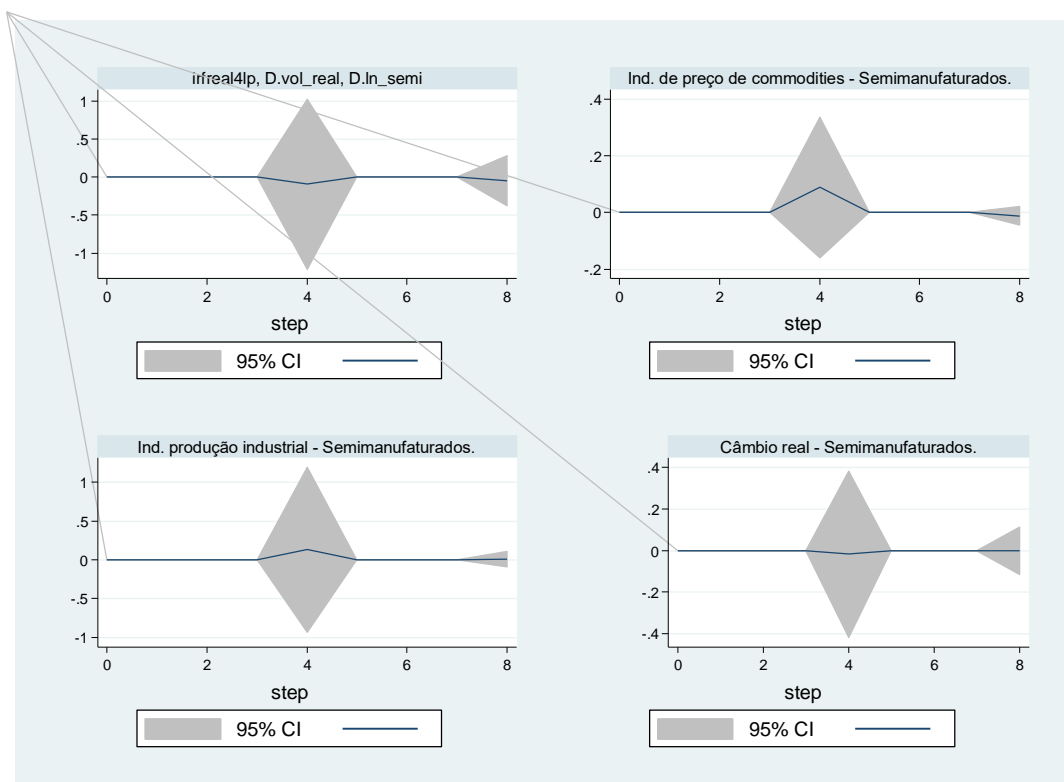 irfreal4lp, D.vol_real, D.ln_semi
1
.5
0
-.5
-1
0 2 4 6 8
step
95% CI
Ind. de preço de commodities - Semimanufaturados.
.4
.2
0
-.2
0 2 4 6 8
step
95% CI
Ind. produção industrial - Semimanufaturados.
1
.5
0
-.5
-1
0 2 4 6 8
step
95% CI
Câmbio real - Semimanufaturados.
.4
.2
0
-.2
-.4
0 2 4 6 8
step
95% CI